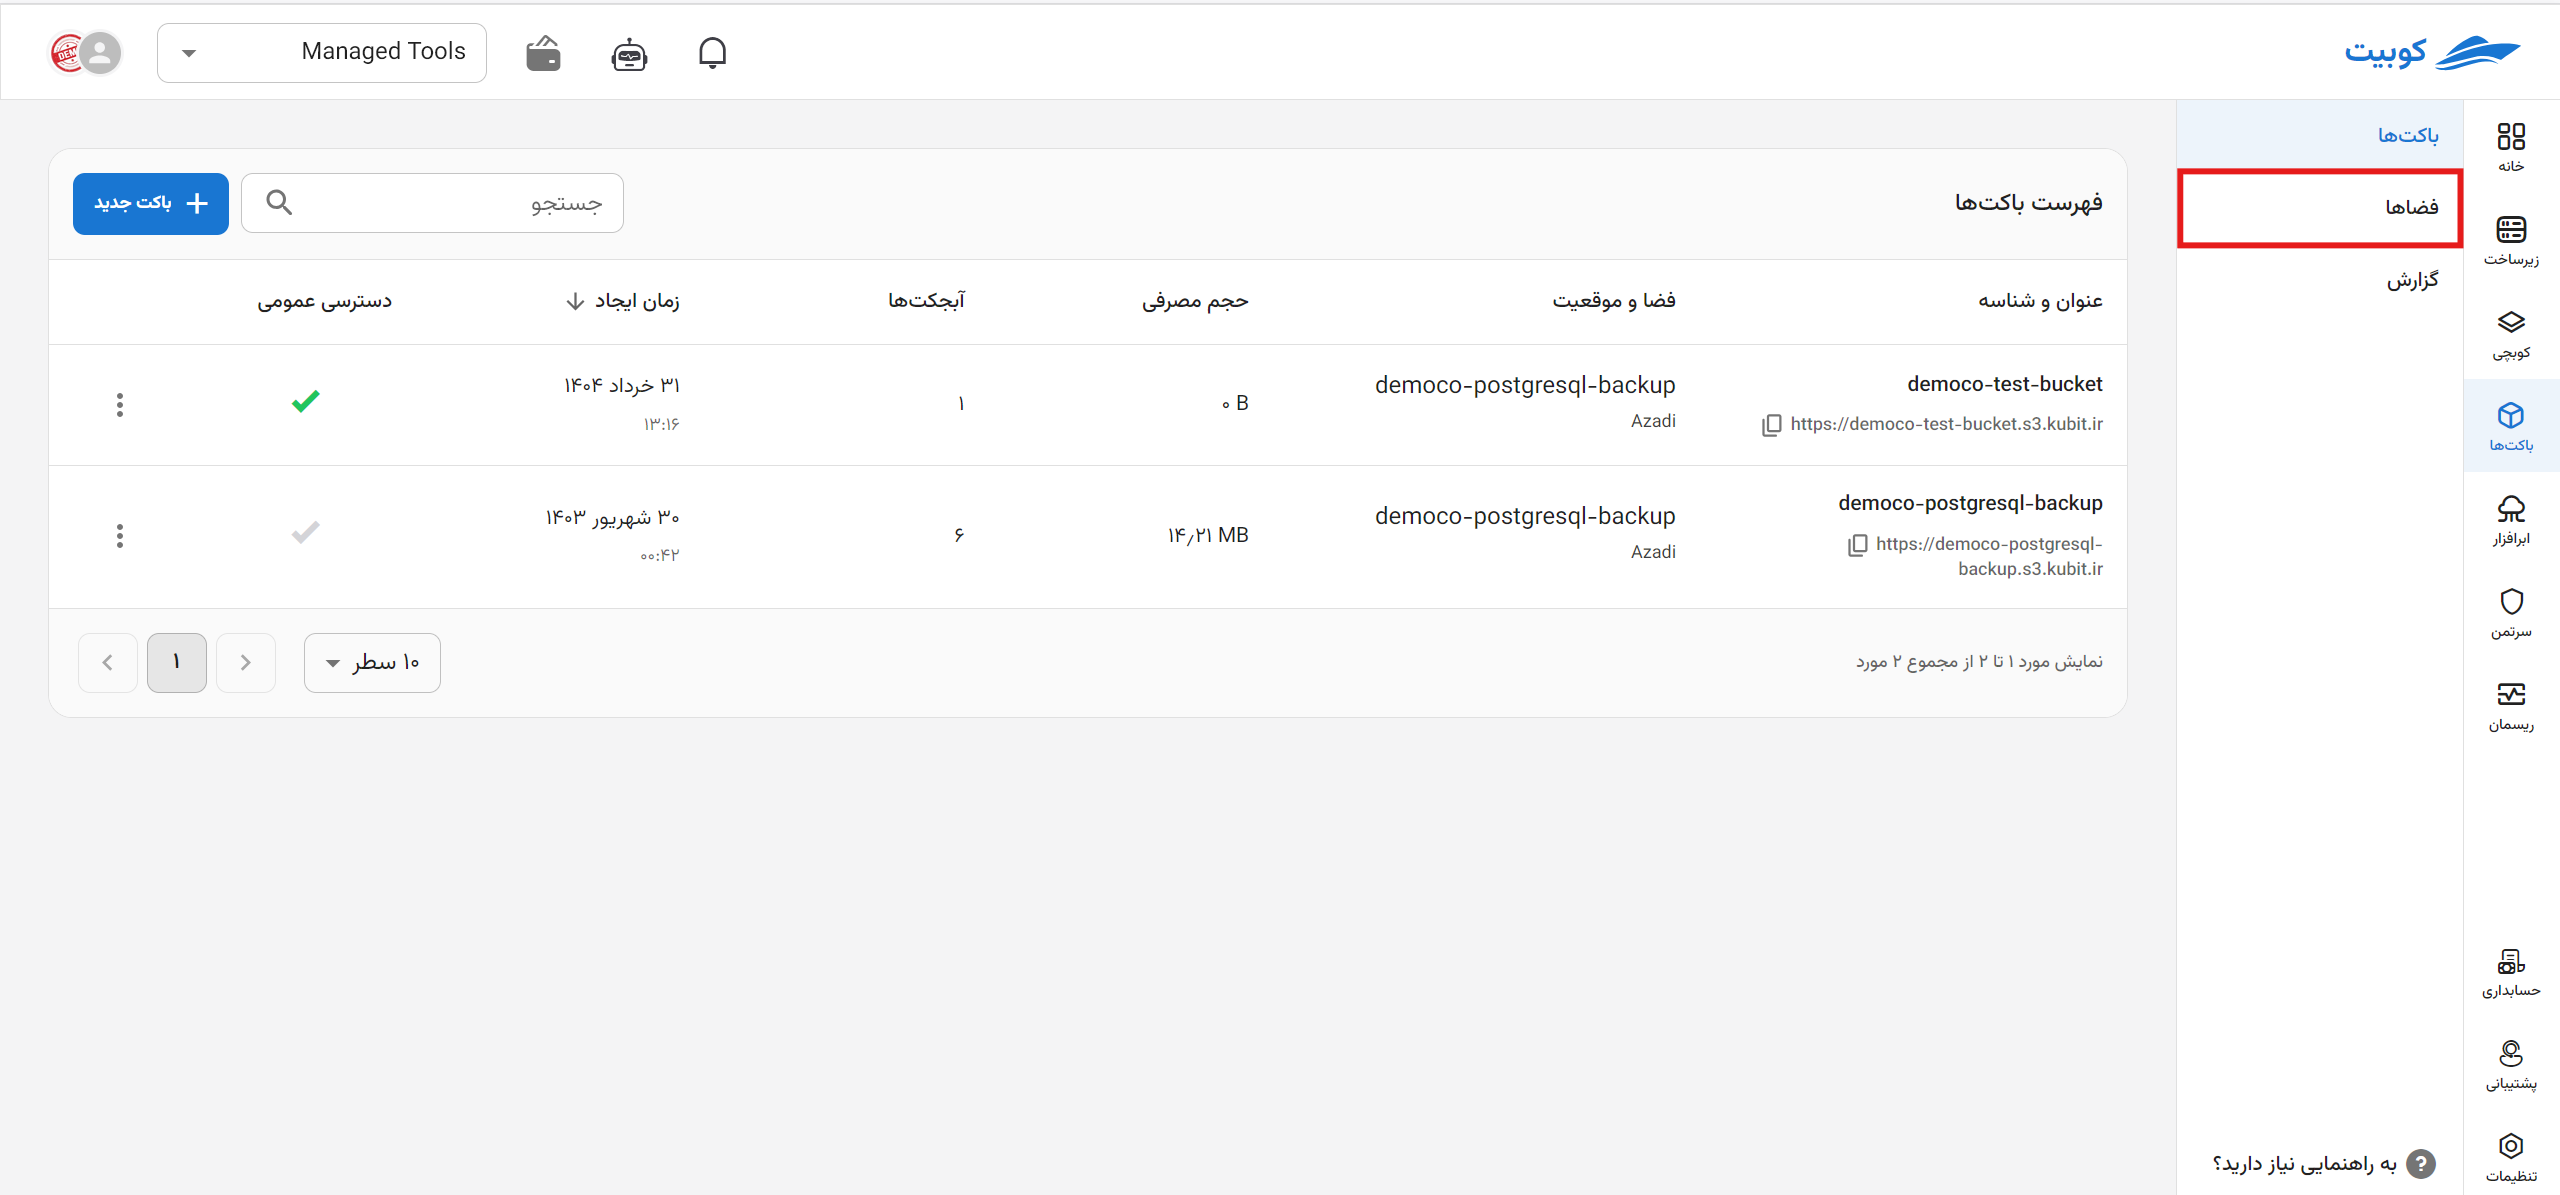 کوبیت
Managed Tools
DEM
خانه
زیرساخت
کوبچی
باکت‌ها
ابرافزار
سرتمن
ریسمان
حسابداری
پشتیبانی
تنظیمات
باکت‌ها
فضاها
گزارش
به راهنمایی نیاز دارید؟
فهرست باکت‌ها
جستجو
باکت جدید
عنوان و شناسه فضا و موقعیت حجم مصرفی آبجکت‌ها زمان ایجاد دسترسی عمومی
democo-test-bucket
https://democo-test-bucket.s3.kubit.ir
democo-postgresql-backup
Azadi
۰ B
۱
۳۱ خرداد ۱۴۰۴
۱۳:۱۶
democo-postgresql-backup
https://democo-postgresql-
backup.s3.kubit.ir
democo-postgresql-backup
Azadi
۱۴٫۲۱ MB
۶
۳۰ شهریور ۱۴۰۳
۰۰:۴۲
نمایش مورد ۱ تا ۲ از مجموع ۲ مورد
۱۰ سطر
۱